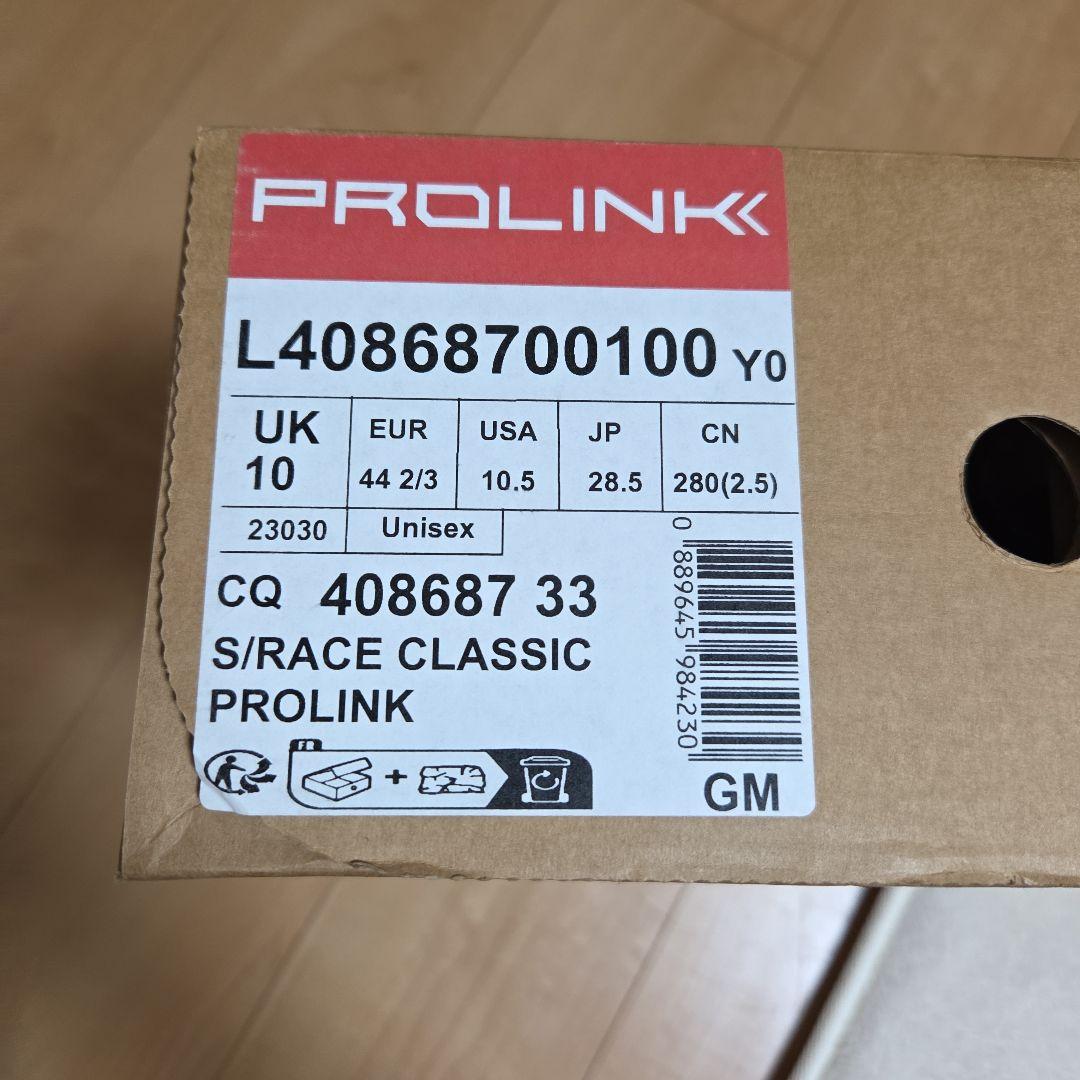 PROLINK
L40868700100 Y0
UK EUR USA JP CN
10 44 2/3 10.5 28.5 280(2.5)
23030 Unisex
CQ 408687 33
S/RACE CLASSIC
PROLINK
FR
+
0 889645 984230
GM